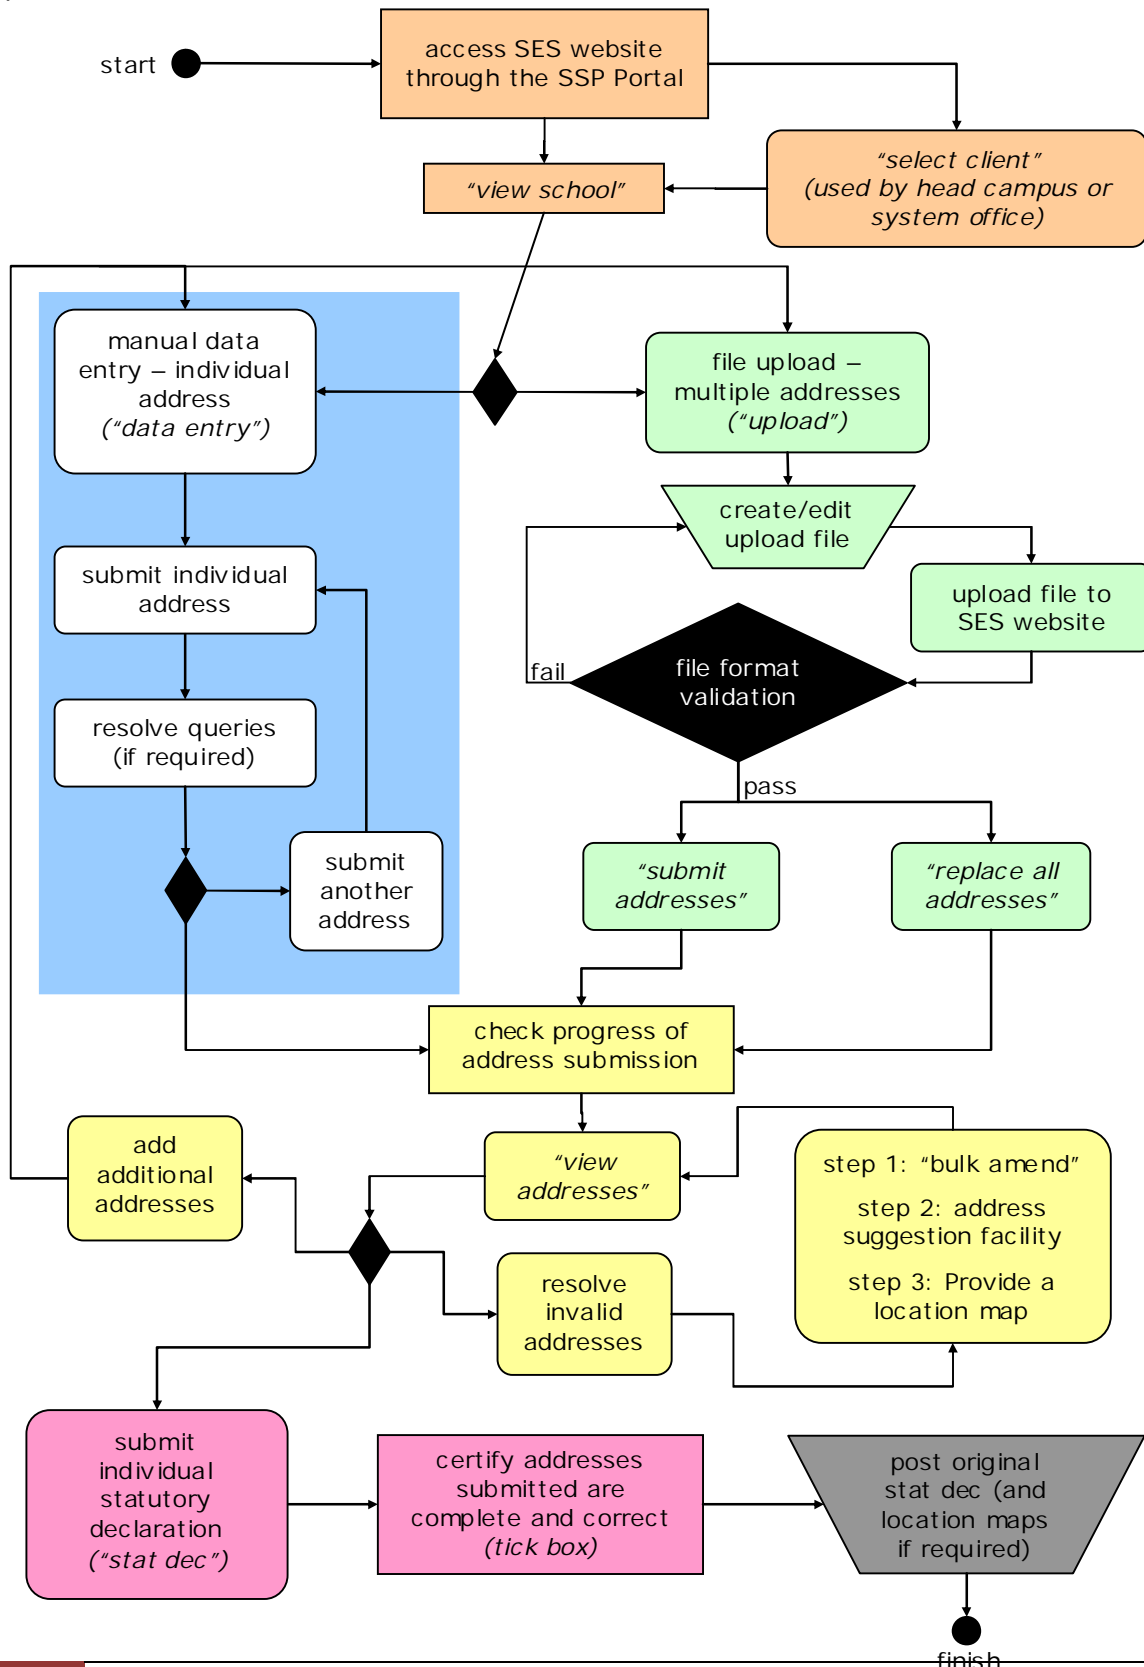 start
access SES website
through the SSP Portal
“select client”
(used by head campus or
system office)
“view school”
manual data
entry – individual
address
(“data entry”)
file upload –
multiple addresses
(“upload”)
create/edit
upload file
submit individual
address
upload file to
SES website
fail
file format
validation
resolve queries
(if required)
pass
submit
another
address
“submit
addresses”
“replace all
addresses”
check progress of
address submission
add
additional
addresses
“view
addresses”
step 1: “bulk amend”
step 2: address
suggestion facility
step 3: Provide a
location map
resolve
invalid
addresses
submit
individual
statutory
declaration
(“stat dec”)
certify addresses
submitted are
complete and correct
(tick box)
post original
stat dec (and
location maps
if required)
finish